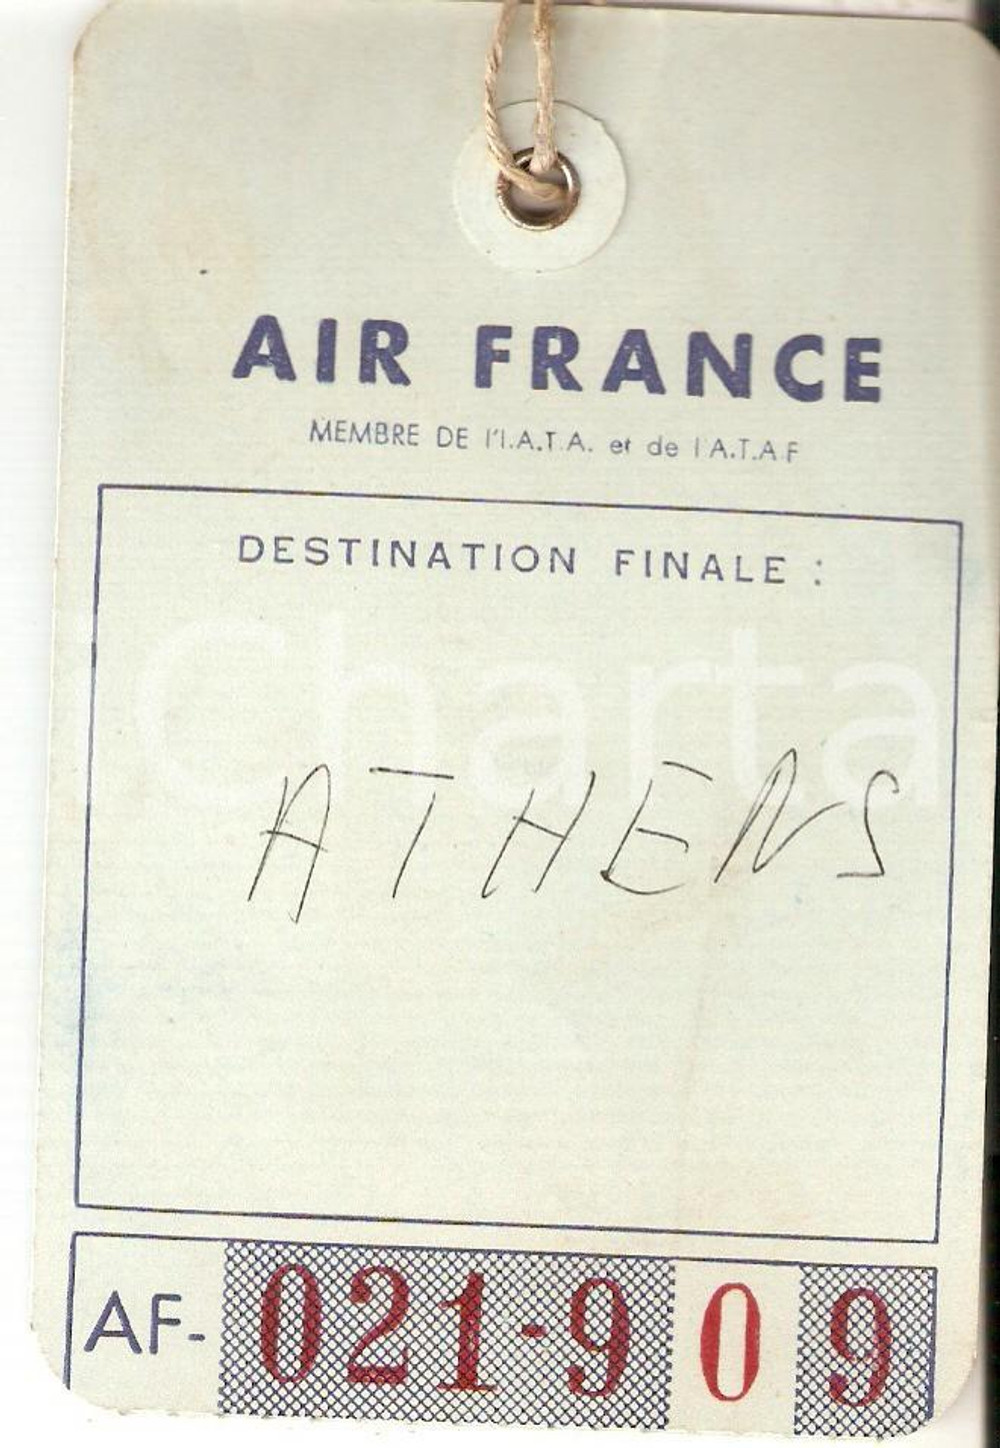 AIR FRANCE
MEMBRE DE l'I.A.T.A. et de l'A.T.A.F
DESTINATION FINALE :
Charta
ATHENS
AF- 021-909